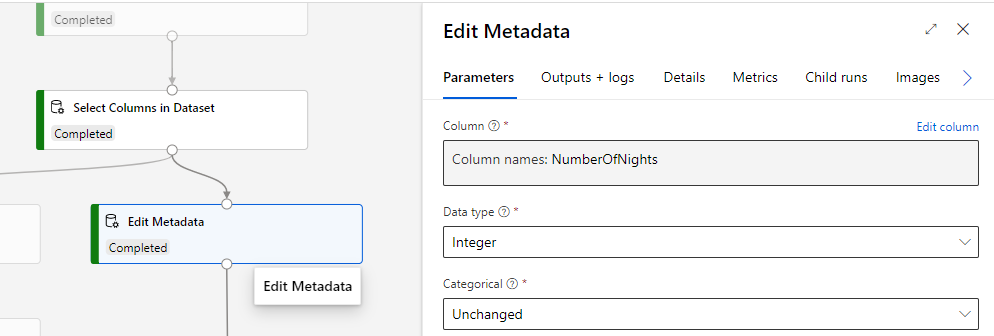 Completed
Select Columns in Dataset
Completed
Edit Metadata
Completed
Edit Metadata
Edit Metadata
Parameters Outputs + logs Details Metrics Child runs Images
Column * Edit column
Column names: NumberOfNights
Data type *
Integer
Categorical *
Unchanged